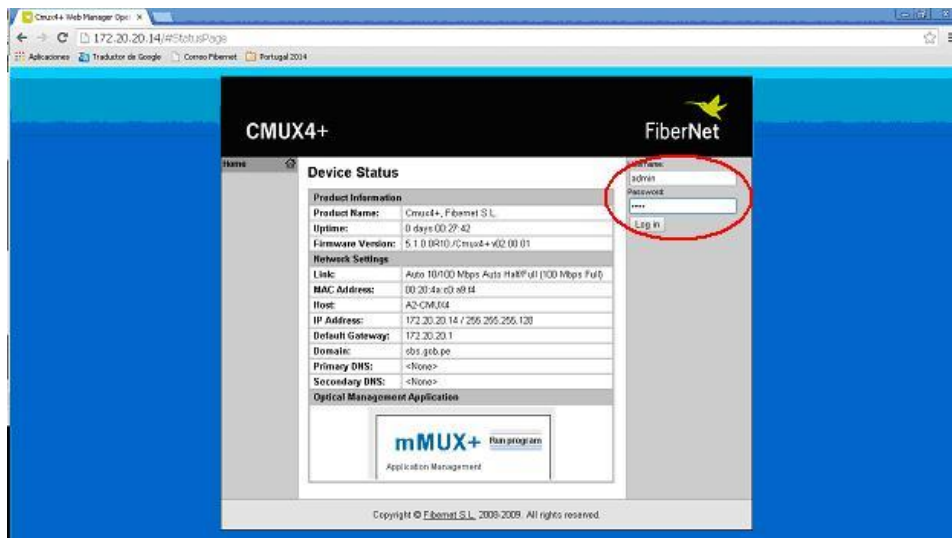 Cmux4+ Web Manager Oper
172.20.20.14/#StatusPage
Aplicaciones Traductor de Google Correo Fibernet Portugal 2014
CMUX4+
FiberNet
Home
Device Status
admin
Password:
Log in
Product Information
Product Name: Cmux4+, Fibernet S.L.
Uptime: 0 days 00:27:42
Firmware Version: 5.1.0.0R10./Cmux4+v02.00.01
Network Settings
Link: Auto 10/100 Mbps Auto Half/Full (100 Mbps Full)
MAC Address: 00:20:4a:c0:a9:f4
Host: A2-CMUX4
IP Address: 172.20.20.14 / 255.255.255.128
Default Gateway: 172.20.20.1
Domain: sbs.gob.pe
Primary DNS: <None>
Secondary DNS: <None>
Optical Management Application
mMUX+ Run program
Application Management
Copyright © Fibernet S.L. 2008-2009. All rights reserved.